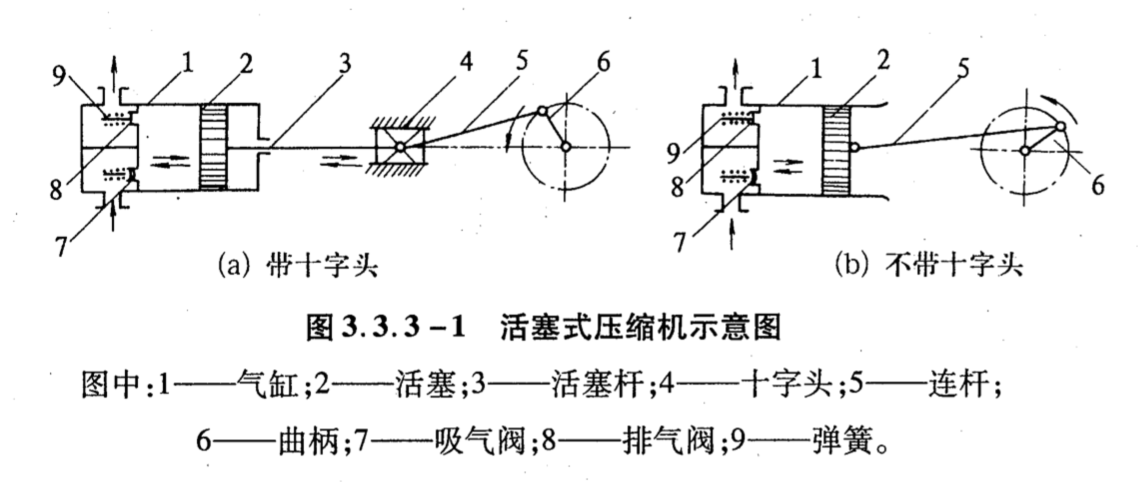 9 1 2 3 4 5 6
8
7
1 2 5
9
8
7
6
(a) 带十字头
(b) 不带十字头
图3.3.3-1 活塞式压缩机示意图
图中:1——气缸;2——活塞;3——活塞杆;4——十字头;5——连杆;
6——曲柄;7——吸气阀;8——排气阀;9——弹簧。